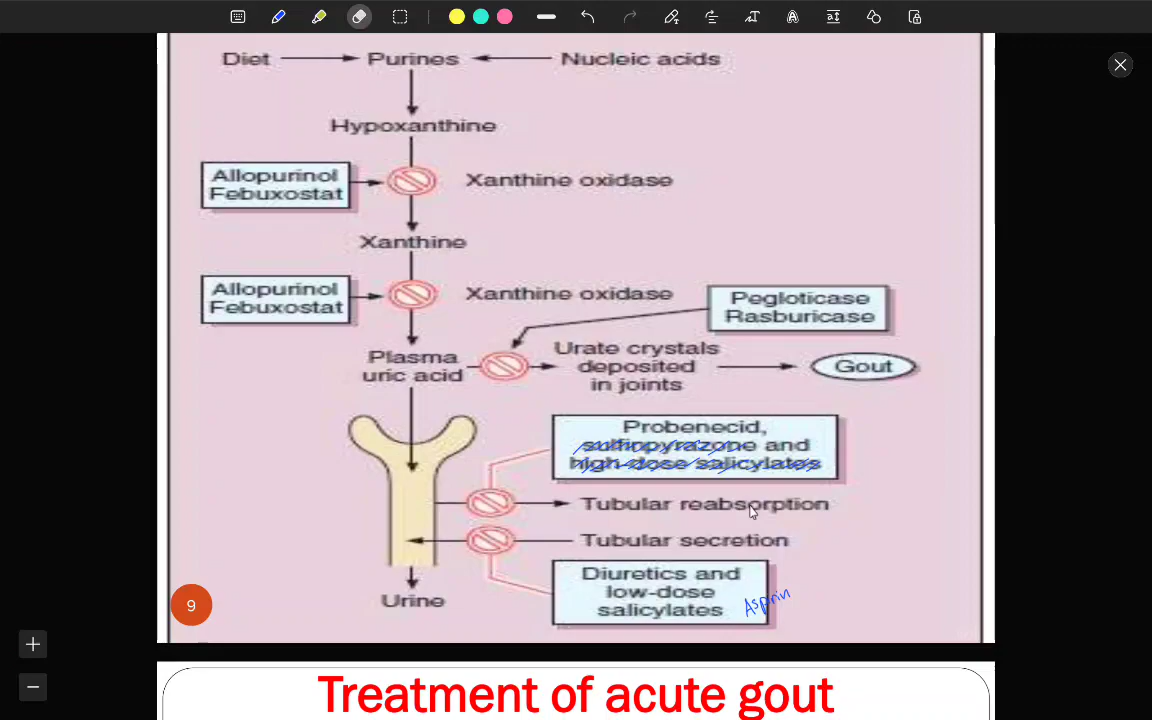 Diet Purines Nucleic acids
Hypoxanthine
Allopurinol
Febuxostat
Xanthine oxidase
Xanthine
Allopurinol
Febuxostat
Xanthine oxidase
Pegloticase
Rasburicase
Plasma
uric acid
Urate crystals
deposited
in joints
Gout
Probenecid,
sulfinpyrazone and
high-dose salicylates
Tubular reabsorption
Tubular secretion
Diuretics and
low-dose
salicylates
Asprin
Urine
9
Treatment of acute gout